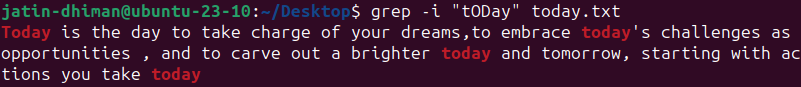 jatin-dhiman@ubuntu-23-10:~/Desktop$ grep -i "tODay" today.txt
Today is the day to take charge of your dreams,to embrace today's challenges as
opportunities , and to carve out a brighter today and tomorrow, starting with ac
tions you take today